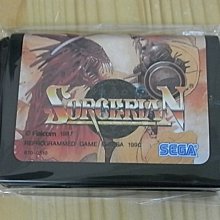 SORCERIAN
© Falcom 1987
REPROGRAMMED GAME © SEGA 1990
SEGA